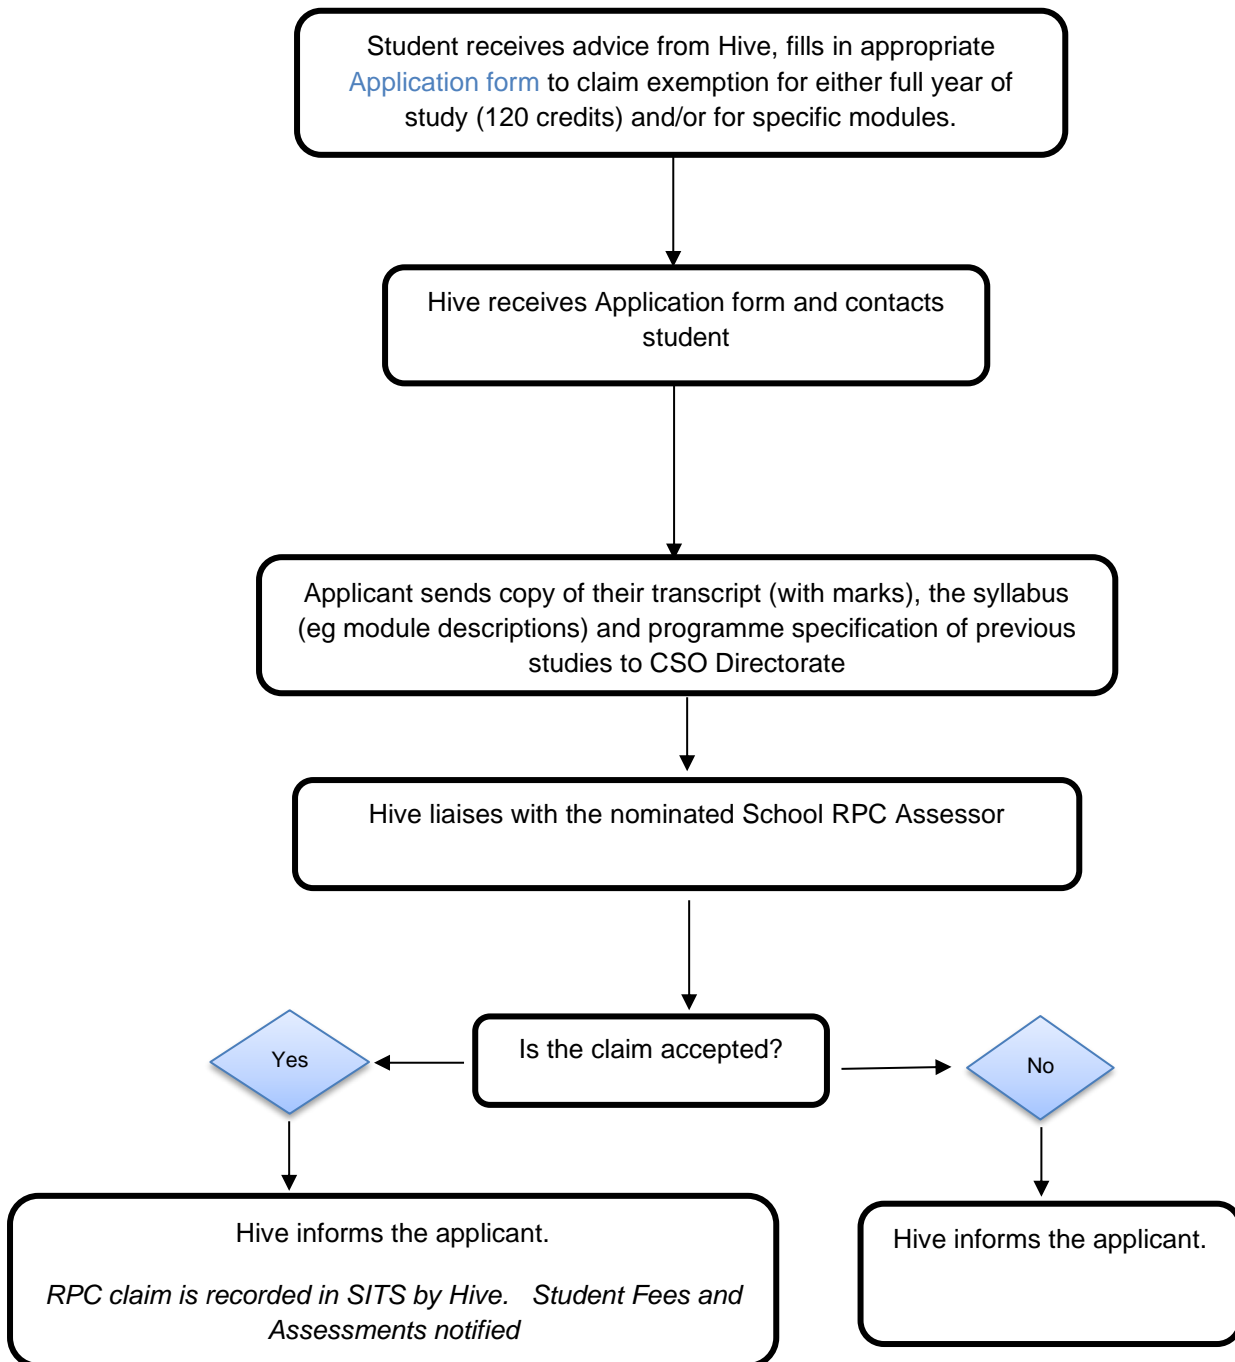 Student receives advice from Hive, fills in appropriate
Application form to claim exemption for either full year of
study (120 credits) and/or for specific modules.
Hive receives Application form and contacts
student
Applicant sends copy of their transcript (with marks), the syllabus
(eg module descriptions) and programme specification of previous
studies to CSO Directorate
Hive liaises with the nominated School RPC Assessor
Is the claim accepted?
Yes
No
Hive informs the applicant.
RPC claim is recorded in SITS by Hive.   Student Fees and
Assessments notified
Hive informs the applicant.